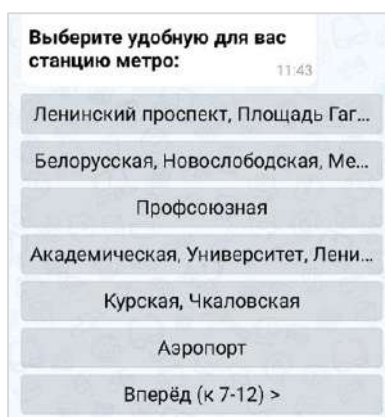 Выберите удобную для вас
станцию метро:
11:43
Ленинский проспект, Площадь Гаг...
Белорусская, Новослободская, Ме...
Профсоюзная
Академическая, Университет, Лени...
Курская, Чкаловская
Аэропорт
Вперёд (к 7-12) >